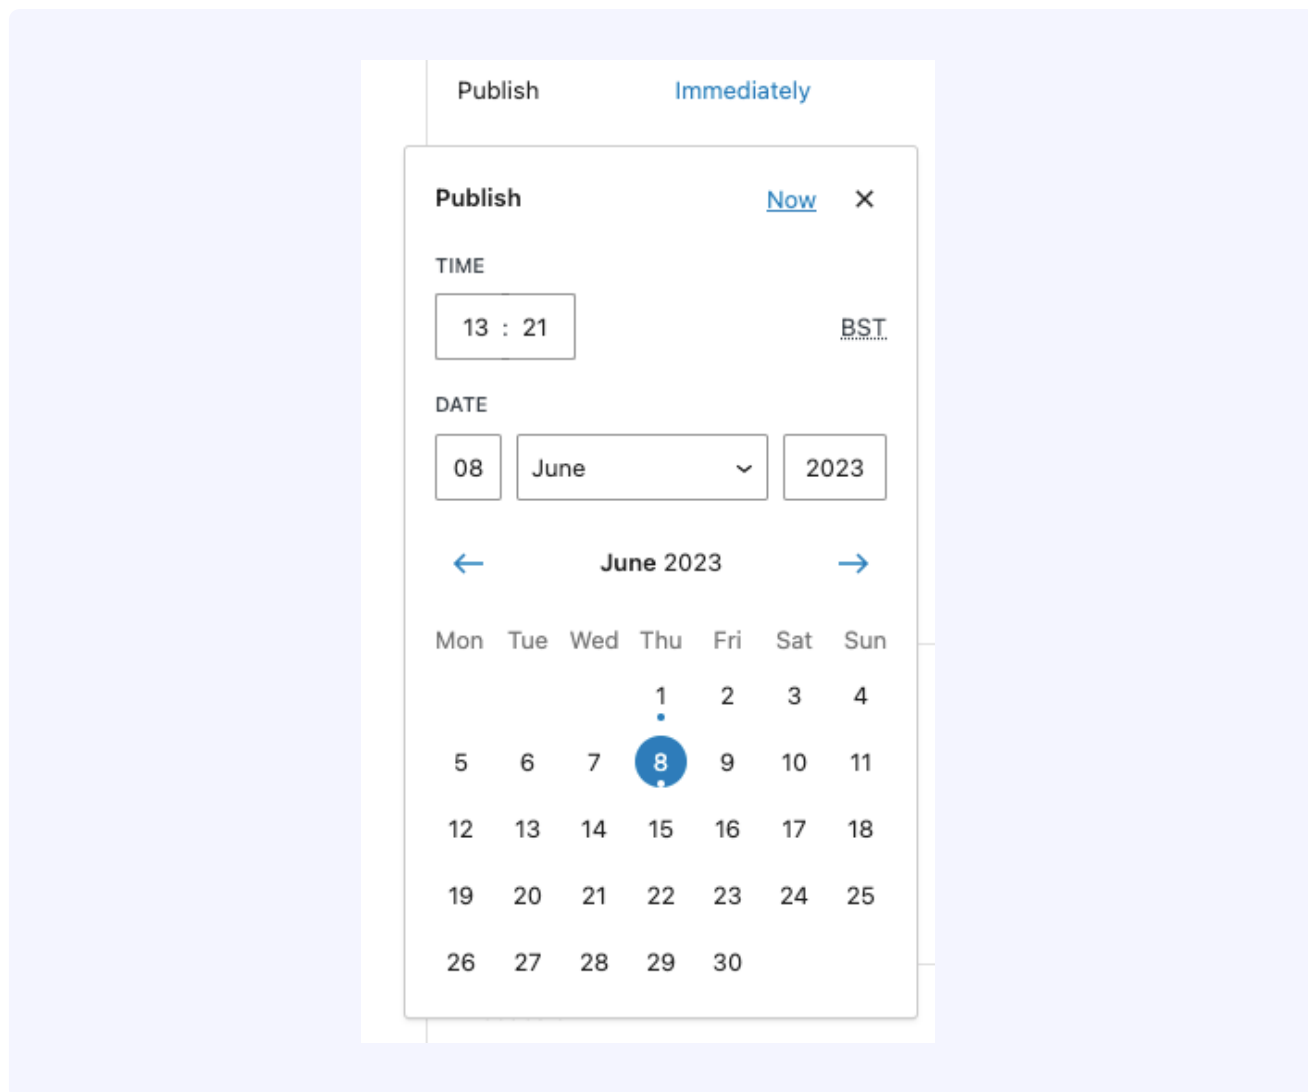 Publish Immediately
Publish Now
TIME
13 : 21 BST
DATE
08 June 2023
June 2023
Mon Tue Wed Thu Fri Sat Sun
1 2 3 4
5 6 7 8 9 10 11
12 13 14 15 16 17 18
19 20 21 22 23 24 25
26 27 28 29 30